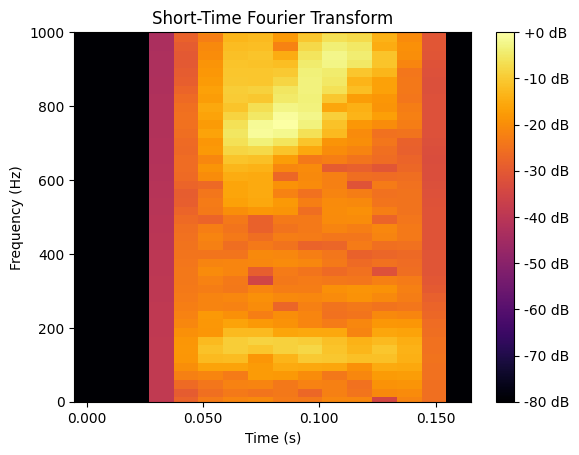 Short-Time Fourier Transform
Frequency (Hz)
1000
800
600
400
200
0
0.000 0.050 0.100 0.150
Time (s)
+0 dB
-10 dB
-20 dB
-30 dB
-40 dB
-50 dB
-60 dB
-70 dB
-80 dB